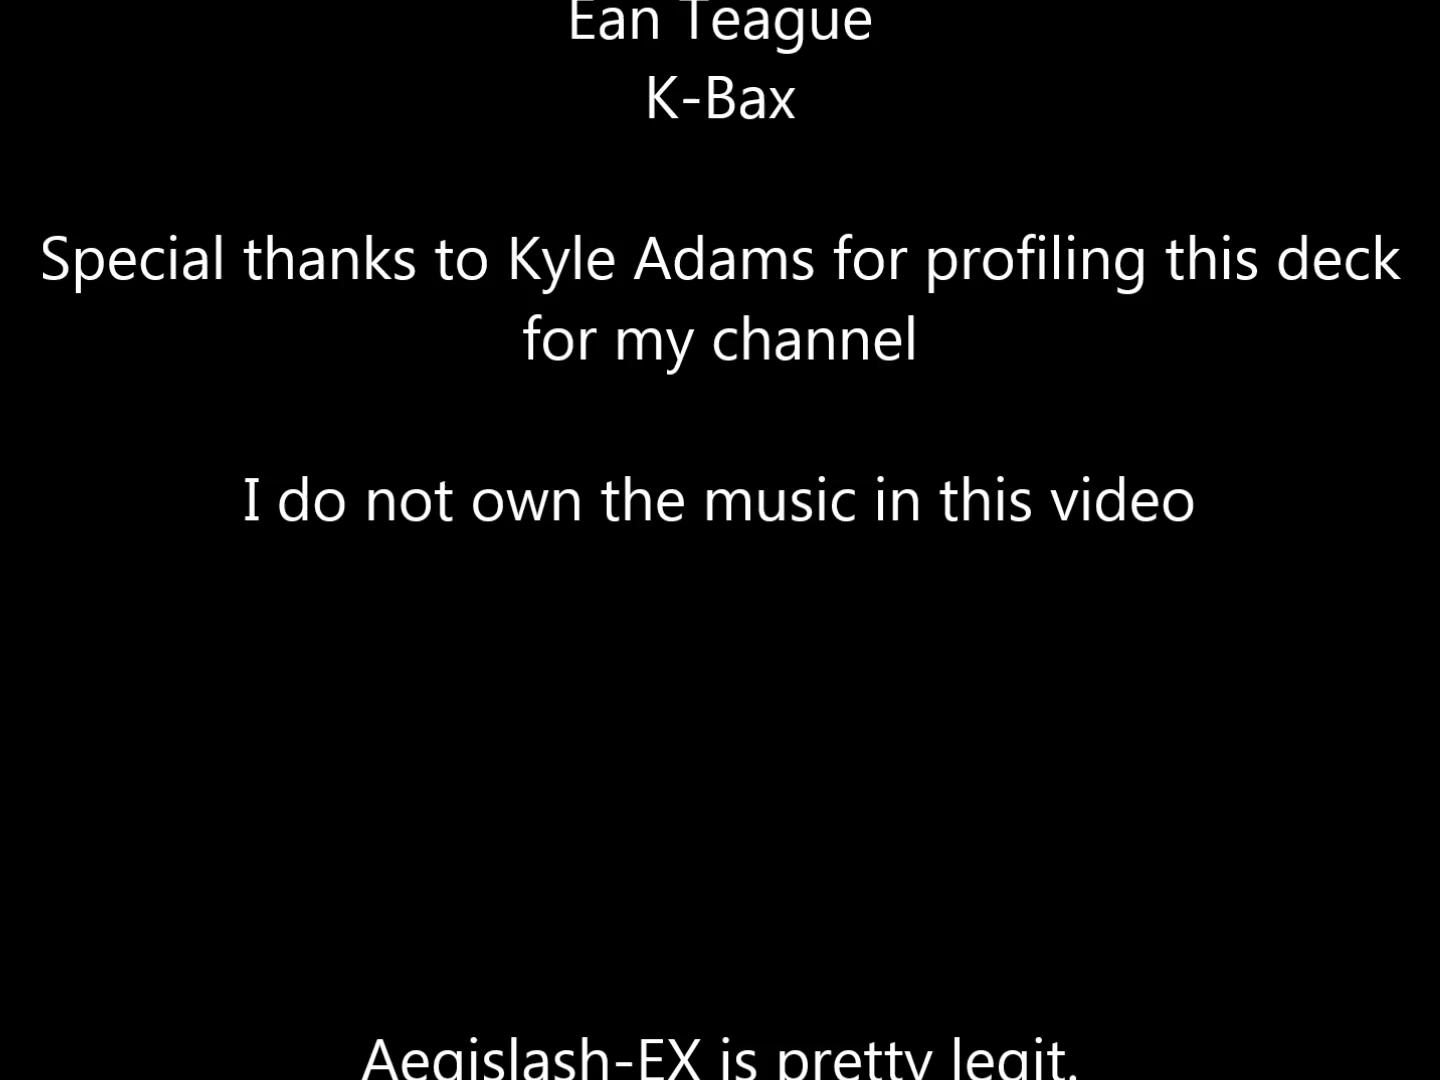 Ean Teague
K-Bax
Special thanks to Kyle Adams for profiling this deck
for my channel
I do not own the music in this video
Aegislash-EX is pretty legit.